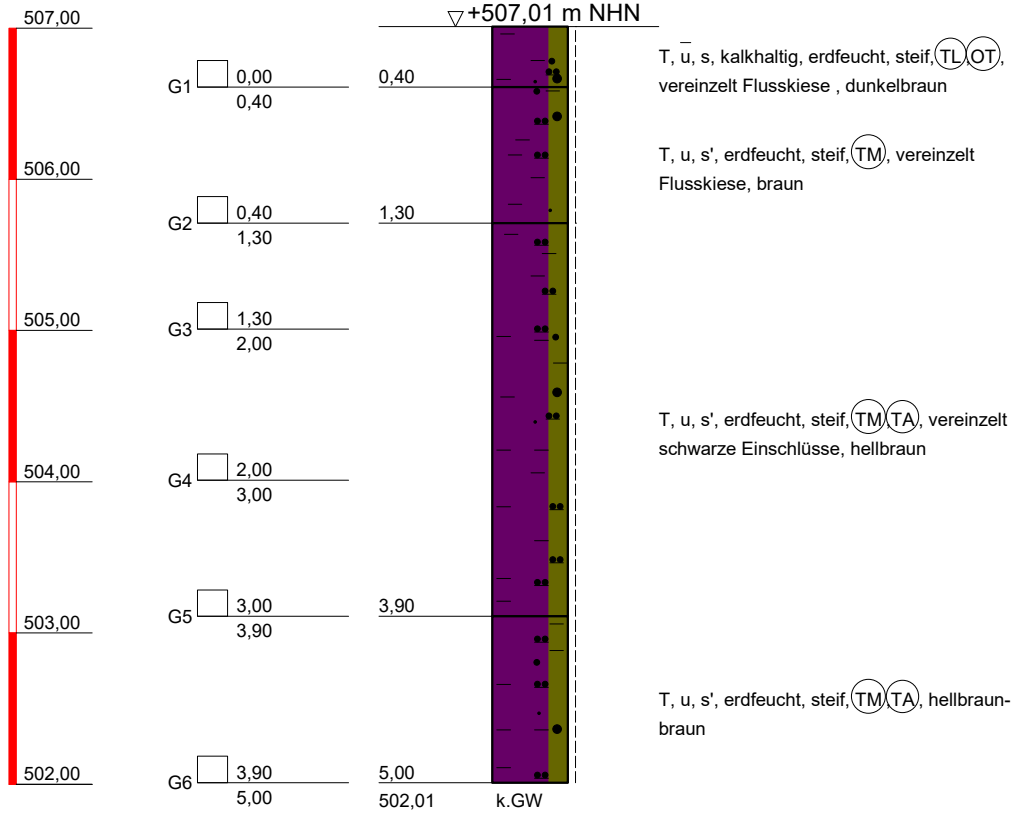 +507,01 m NHN
507,00
506,00
505,00
504,00
503,00
502,00
G1 0,00
0,40
G2 0,40
1,30
G3 1,30
2,00
G4 2,00
3,00
G5 3,00
3,90
G6 3,90
5,00
0,40
1,30
3,90
5,00
502,01 k.GW
T, u̅, s, kalkhaltig, erdfeucht, steif, TL, OT,
vereinzelt Flusskiese , dunkelbraun
T, u, s', erdfeucht, steif, TM, vereinzelt
Flusskiese, braun
T, u, s', erdfeucht, steif, TM, TA, vereinzelt
schwarze Einschlüsse, hellbraun
T, u, s', erdfeucht, steif, TM, TA, hellbraun-
braun